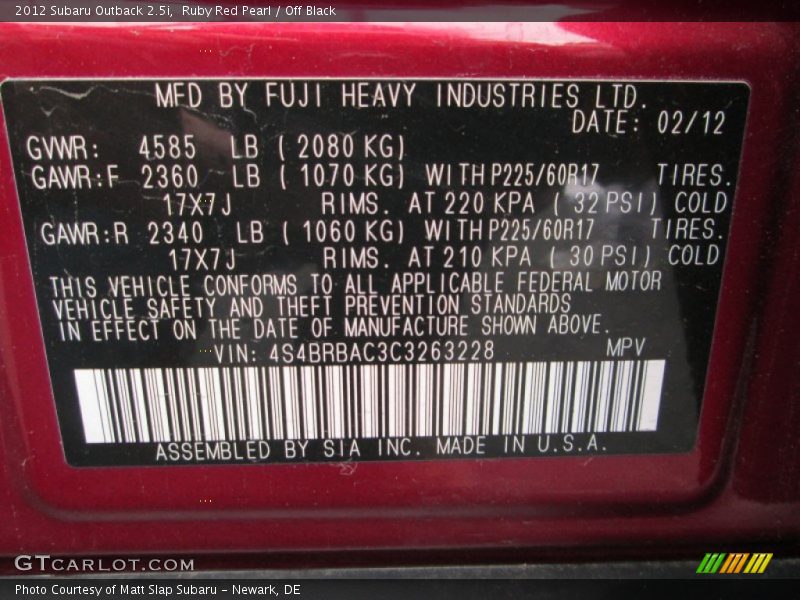 2012 Subaru Outback 2.5i, Ruby Red Pearl / Off Black
MFD BY FUJI HEAVY INDUSTRIES LTD.
DATE: 02/12
GVWR: 4585 LB ( 2080 KG)
GAWR:F 2360 LB ( 1070 KG) WITH P225/60R17 TIRES.
17X7J RIMS. AT 220 KPA ( 32 PSI) COLD
GAWR:R 2340 LB ( 1060 KG) WITH P225/60R17 TIRES.
17X7J RIMS. AT 210 KPA ( 30 PSI) COLD
THIS VEHICLE CONFORMS TO ALL APPLICABLE FEDERAL MOTOR
VEHICLE SAFETY AND THEFT PREVENTION STANDARDS
IN EFFECT ON THE DATE OF MANUFACTURE SHOWN ABOVE.
VIN: 4S4BRBAC3C3263228 MPV
ASSEMBLED BY SIA INC. MADE IN U.S.A.
GTCARLOT.COM
Photo Courtesy of Matt Slap Subaru - Newark, DE